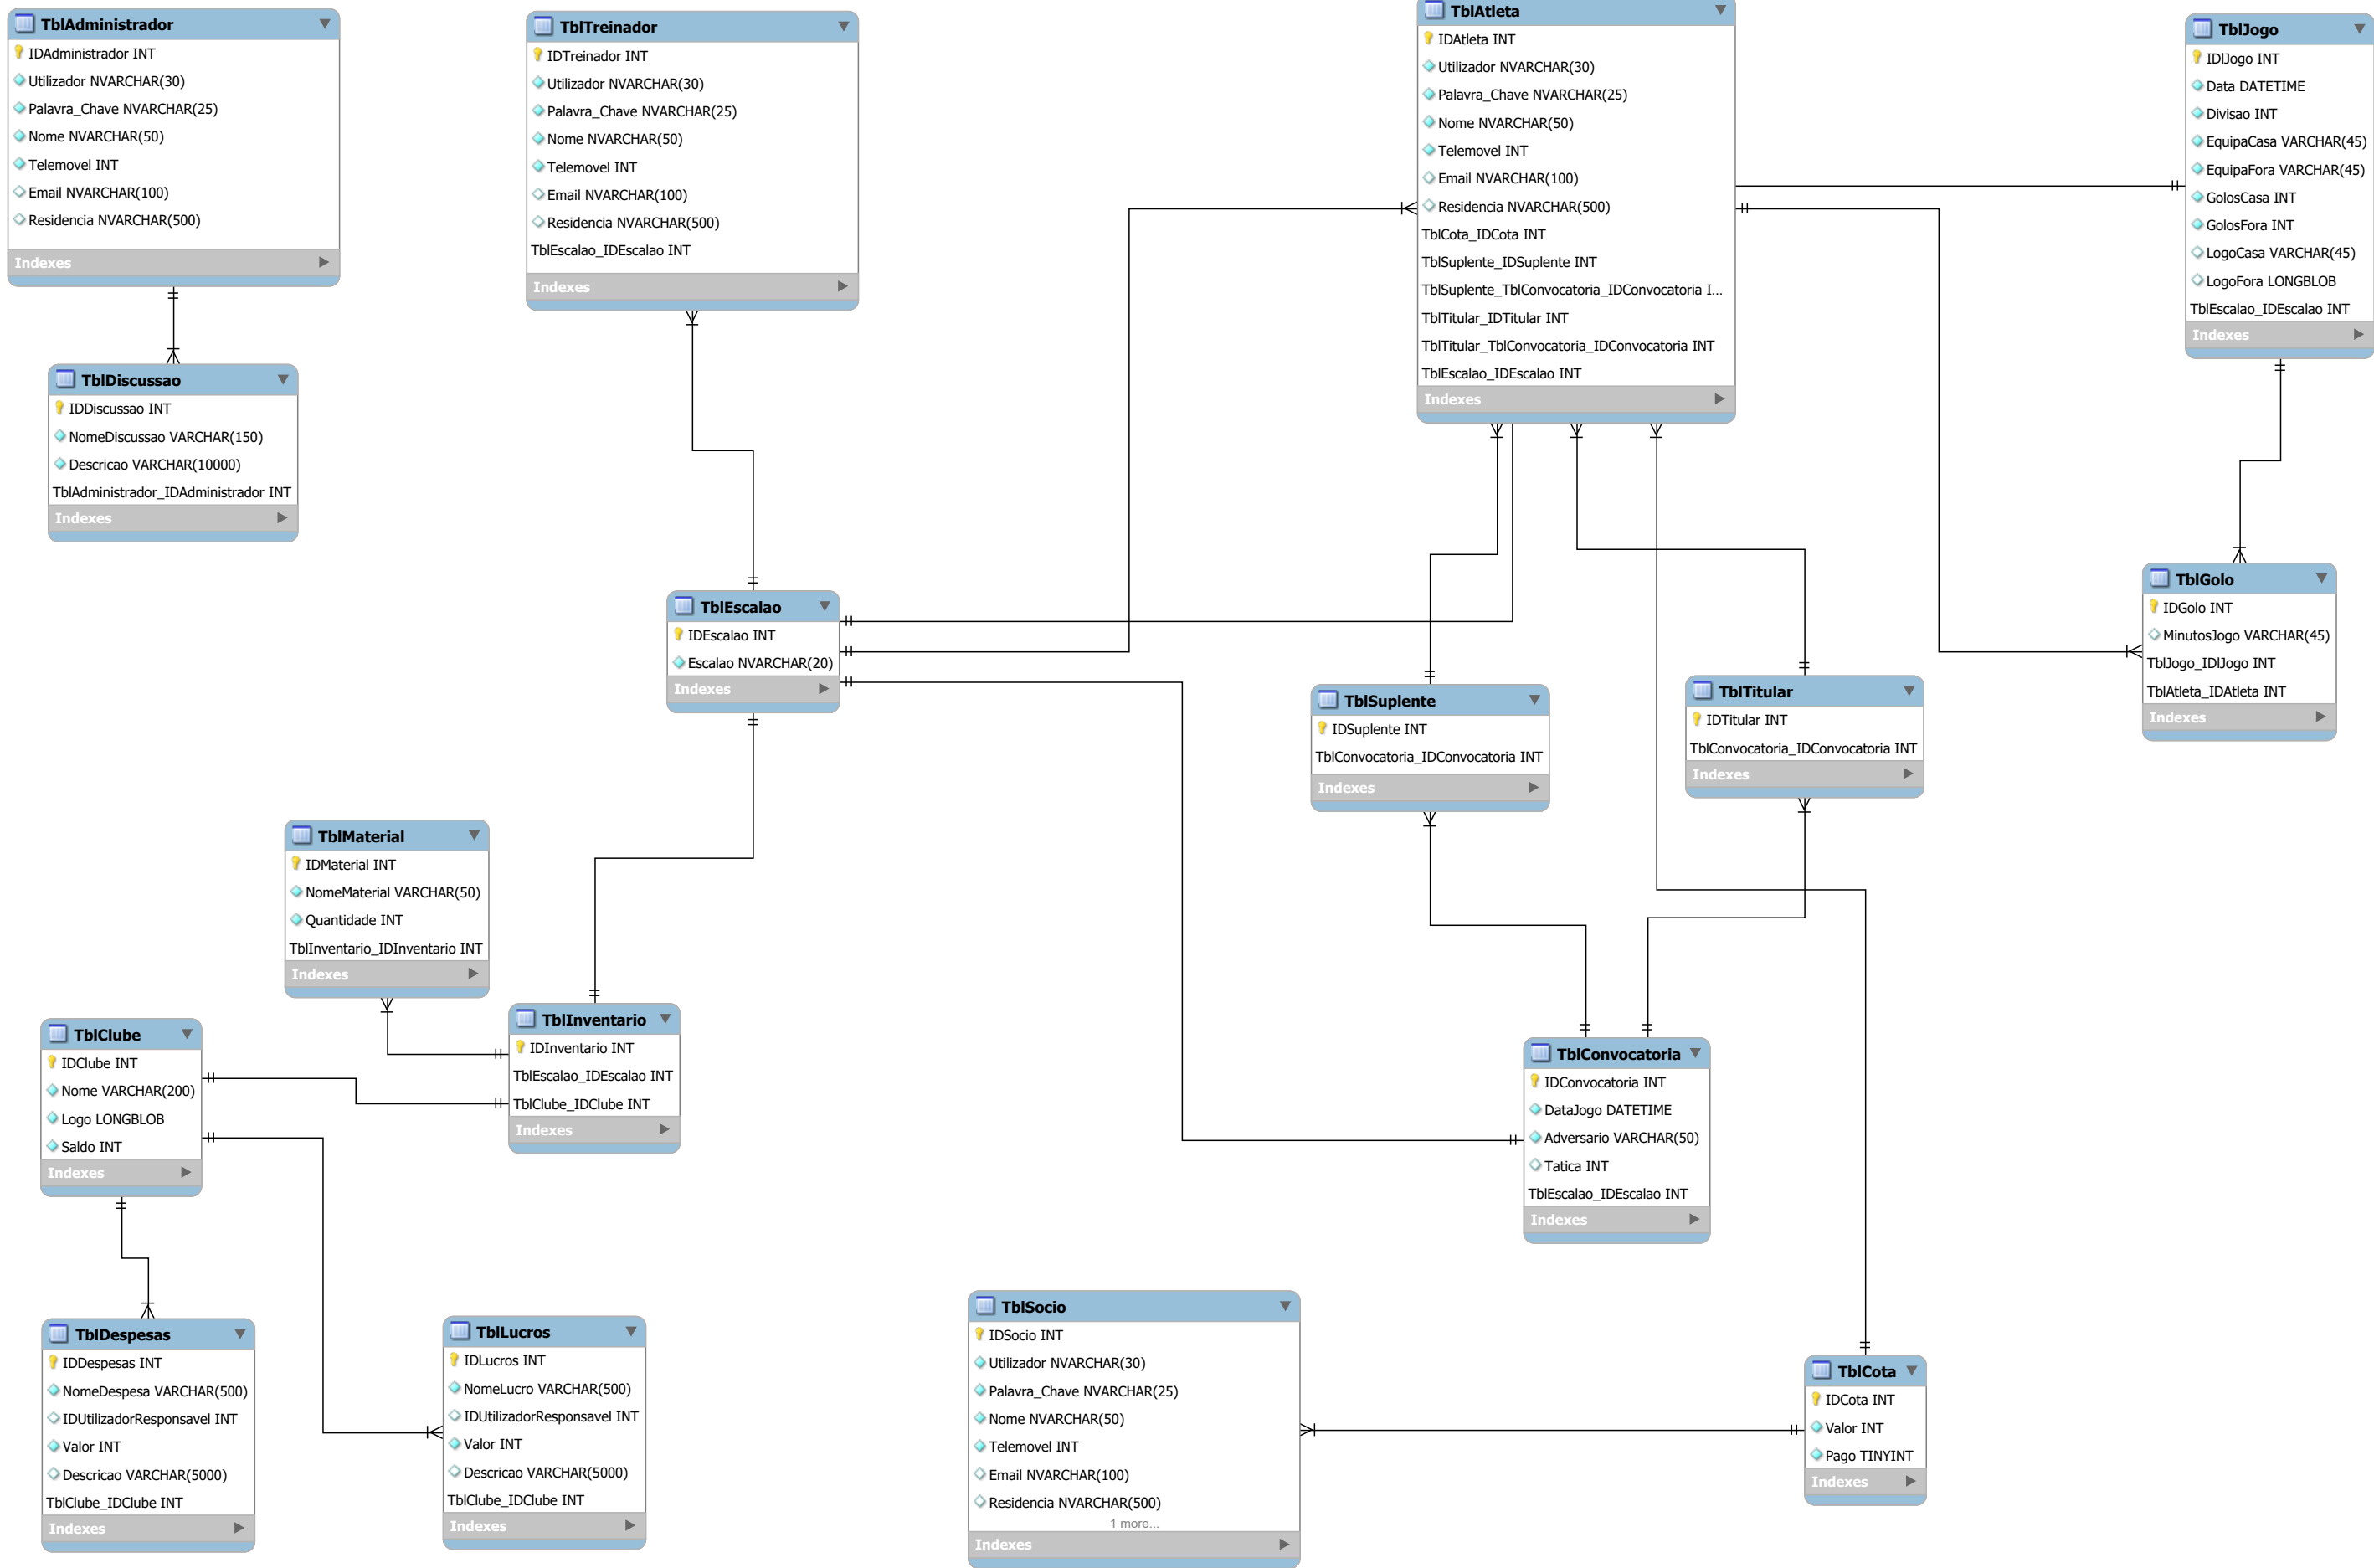 TblAdministrador
IDAdministrador INT
Utilizador NVARCHAR(30)
Palavra_Chave NVARCHAR(25)
Nome NVARCHAR(50)
Telemovel INT
Email NVARCHAR(100)
Residencia NVARCHAR(500)
Indexes
TblTreinador
IDTreinador INT
Utilizador NVARCHAR(30)
Palavra_Chave NVARCHAR(25)
Nome NVARCHAR(50)
Telemovel INT
Email NVARCHAR(100)
Residencia NVARCHAR(500)
TblEscalao_IDEscalao INT
Indexes
TblAtleta
IDAtleta INT
Utilizador NVARCHAR(30)
Palavra_Chave NVARCHAR(25)
Nome NVARCHAR(50)
Telemovel INT
Email NVARCHAR(100)
Residencia NVARCHAR(500)
TblCota_IDCota INT
TblSuplente_IDSuplente INT
TblSuplente_TblConvocatoria_IDConvocatoria I...
TblTitular_IDTitular INT
TblTitular_TblConvocatoria_IDConvocatoria INT
TblEscalao_IDEscalao INT
Indexes
TblJogo
IDlJogo INT
Data DATETIME
Divisao INT
EquipaCasa VARCHAR(45)
EquipaFora VARCHAR(45)
GolosCasa INT
GolosFora INT
LogoCasa VARCHAR(45)
LogoFora LONGBLOB
TblEscalao_IDEscalao INT
Indexes
TblDiscussao
IDDiscussao INT
NomeDiscussao VARCHAR(150)
Descricao VARCHAR(10000)
TblAdministrador_IDAdministrador INT
Indexes
TblEscalao
IDEscalao INT
Escalao NVARCHAR(20)
Indexes
TblGolo
IDGolo INT
MinutosJogo VARCHAR(45)
TblJogo_IDlJogo INT
TblAtleta_IDAtleta INT
Indexes
TblSuplente
IDSuplente INT
TblConvocatoria_IDConvocatoria INT
Indexes
TblTitular
IDTitular INT
TblConvocatoria_IDConvocatoria INT
Indexes
TblMaterial
IDMaterial INT
NomeMaterial VARCHAR(50)
Quantidade INT
TblInventario_IDInventario INT
Indexes
TblClube
IDClube INT
Nome VARCHAR(200)
Logo LONGBLOB
Saldo INT
Indexes
TblInventario
IDInventario INT
TblEscalao_IDEscalao INT
TblClube_IDClube INT
Indexes
TblConvocatoria
IDConvocatoria INT
DataJogo DATETIME
Adversario VARCHAR(50)
Tatica INT
TblEscalao_IDEscalao INT
Indexes
TblDespesas
IDDespesas INT
NomeDespesa VARCHAR(500)
IDUtilizadorResponsavel INT
Valor INT
Descricao VARCHAR(5000)
TblClube_IDClube INT
Indexes
TblLucros
IDLucros INT
NomeLucro VARCHAR(500)
IDUtilizadorResponsavel INT
Valor INT
Descricao VARCHAR(5000)
TblClube_IDClube INT
Indexes
TblSocio
IDSocio INT
Utilizador NVARCHAR(30)
Palavra_Chave NVARCHAR(25)
Nome NVARCHAR(50)
Telemovel INT
Email NVARCHAR(100)
Residencia NVARCHAR(500)
1 more...
Indexes
TblCota
IDCota INT
Valor INT
Pago TINYINT
Indexes